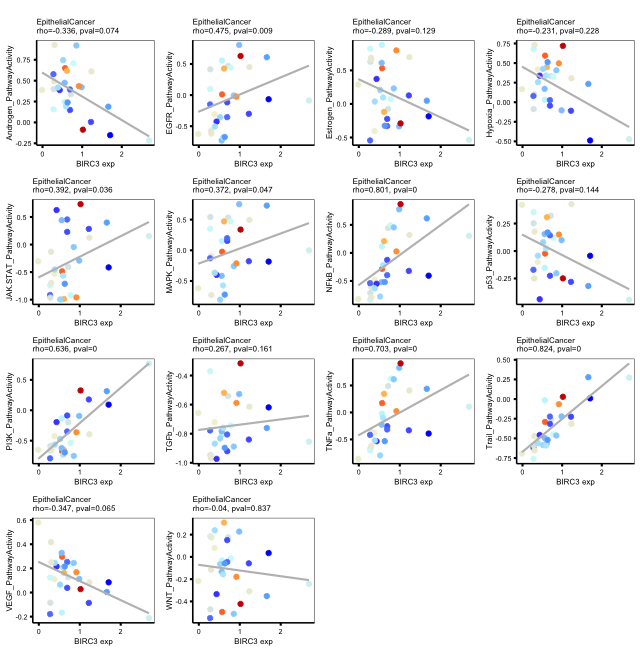 EpithelialCancer
rho=-0.336, pval=0.074
Androgen_PathwayActivity
0.75
0.50
0.25
0.00
-0.25
0
1
2
BIRC3 exp
EpithelialCancer
rho=0.475, pval=0.009
EGFR_PathwayActivity
0.5
0.0
-0.5
0
1
2
BIRC3 exp
EpithelialCancer
rho=-0.289, pval=0.129
Estrogen_PathwayActivity
0.5
0.0
-0.5
0
1
2
BIRC3 exp
EpithelialCancer
rho=-0.231, pval=0.228
Hypoxia_PathwayActivity
0.75
0.50
0.25
0.00
-0.25
-0.50
0
1
2
BIRC3 exp
EpithelialCancer
rho=0.392, pval=0.036
JAK-STAT_PathwayActivity
0.5
0.0
-0.5
-1.0
0
1
2
BIRC3 exp
EpithelialCancer
rho=0.372, pval=0.047
MAPK_PathwayActivity
0.5
0.0
-0.5
0
1
2
BIRC3 exp
EpithelialCancer
rho=0.801, pval=0
NFkB_PathwayActivity
0.5
0.0
-0.5
0
1
2
BIRC3 exp
EpithelialCancer
rho=-0.278, pval=0.144
p53_PathwayActivity
0.25
0.00
-0.25
0
1
2
BIRC3 exp
EpithelialCancer
rho=0.636, pval=0
PI3K_PathwayActivity
0.5
0.0
-0.5
0
1
2
BIRC3 exp
EpithelialCancer
rho=0.267, pval=0.161
TGFb_PathwayActivity
-0.4
-0.6
-0.8
-1.0
0
1
2
BIRC3 exp
EpithelialCancer
rho=0.703, pval=0
TNFa_PathwayActivity
0.5
0.0
-0.5
0
1
2
BIRC3 exp
EpithelialCancer
rho=0.824, pval=0
Trail_PathwayActivity
0.50
0.25
0.00
-0.25
-0.50
-0.75
0
1
2
BIRC3 exp
EpithelialCancer
rho=-0.347, pval=0.065
VEGF_PathwayActivity
0.6
0.4
0.2
0.0
-0.2
0
1
2
BIRC3 exp
EpithelialCancer
rho=-0.04, pval=0.837
WNT_PathwayActivity
0.2
0.0
-0.2
-0.4
0
1
2
BIRC3 exp